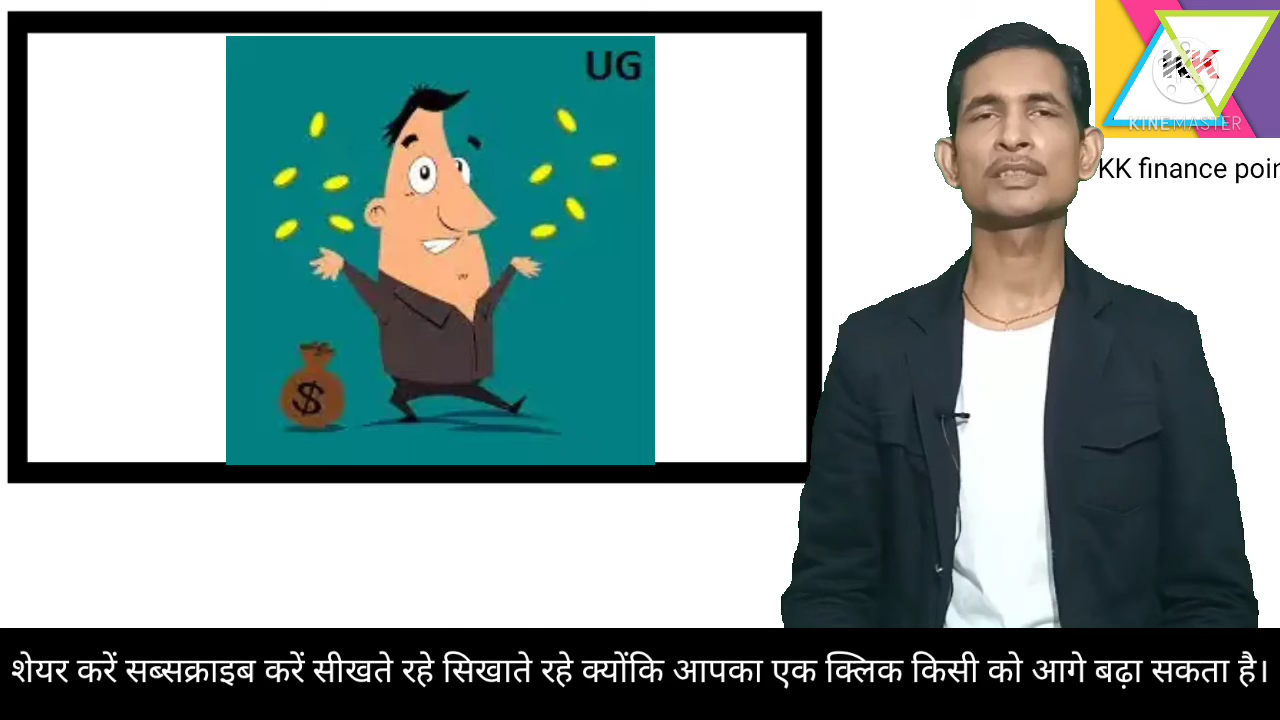 UG
KK
KINEMASTER
KK finance poin
$
शेयर करें सब्सक्राइब करें सीखते रहे सिखाते रहे क्योंकि आपका एक क्लिक किसी को आगे बढ़ा सकता है।